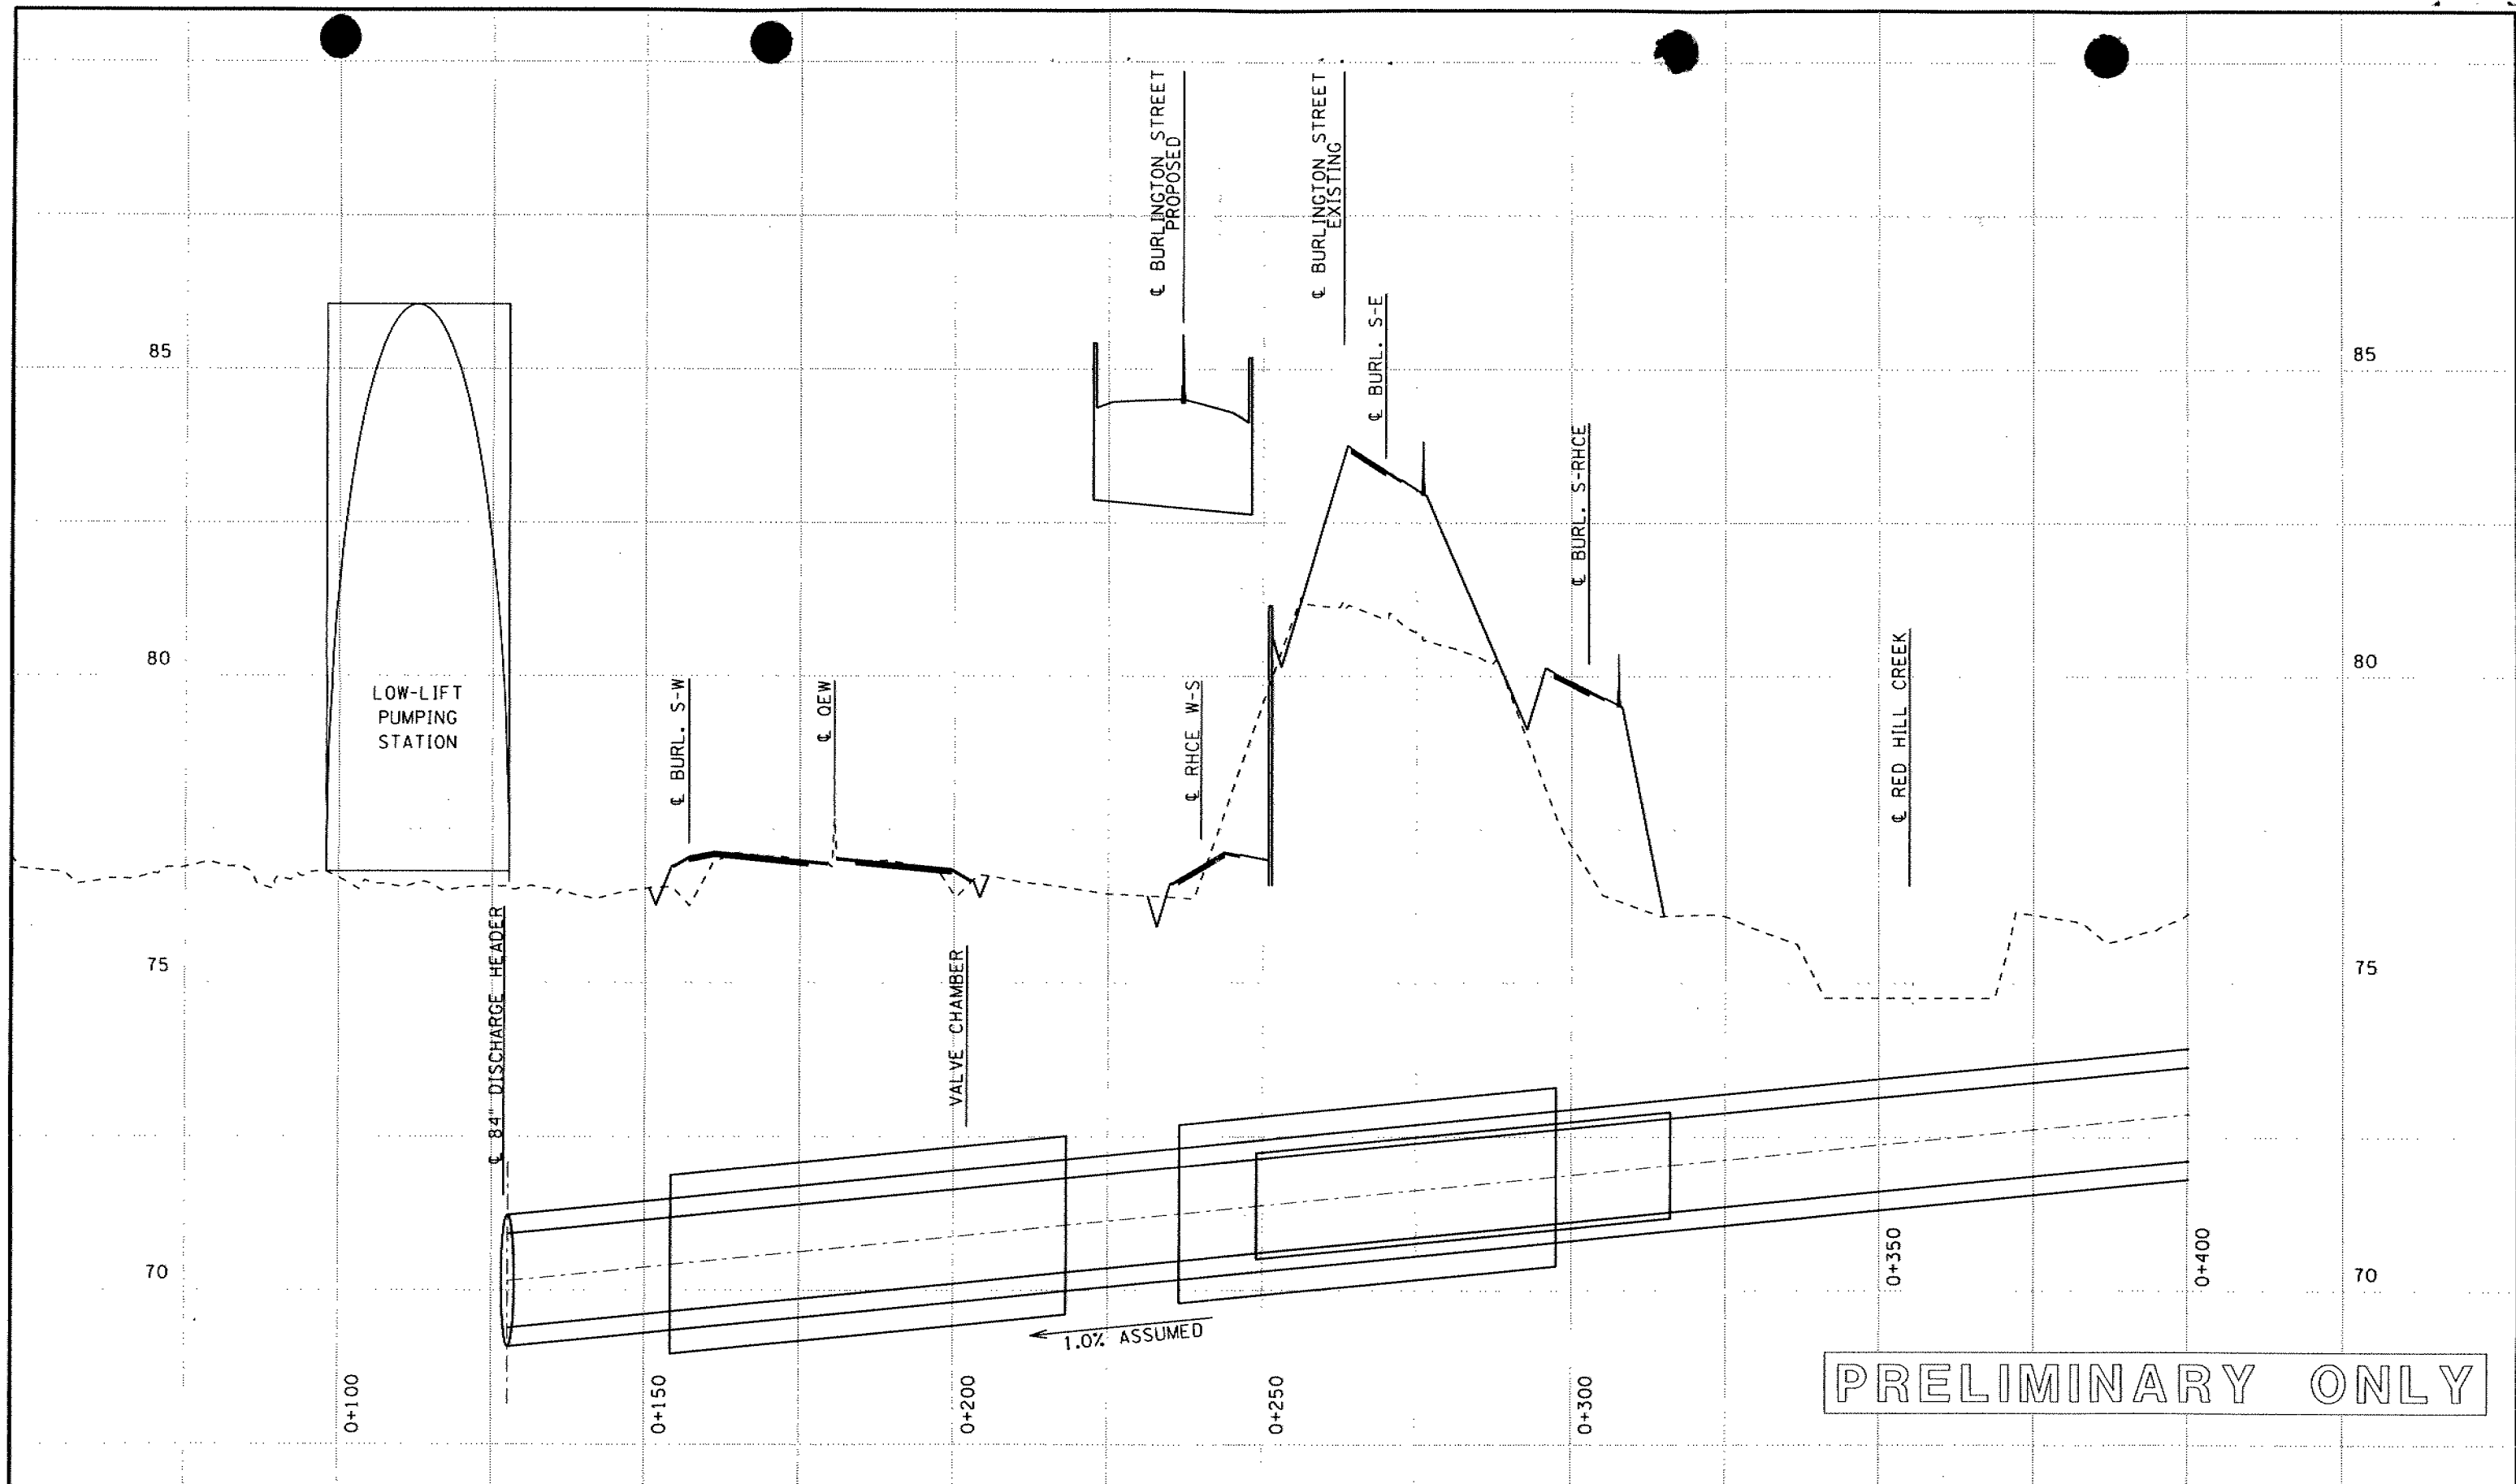 ℄ BURLINGTON STREET
PROPOSED
℄ BURLINGTON STREET
EXISTING
℄ BURL. S-E
℄ BURL. S-RHCE
85
85
80
80
LOW-LIFT
PUMPING
STATION
℄ BURL. S-W
℄ QEW
℄ RHCE W-S
℄ RED HILL CREEK
75
75
℄ 84" DISCHARGE HEADER
VALVE CHAMBER
70
70
1.0% ASSUMED
0+100
0+150
0+200
0+250
0+300
0+350
0+400
PRELIMINARY ONLY